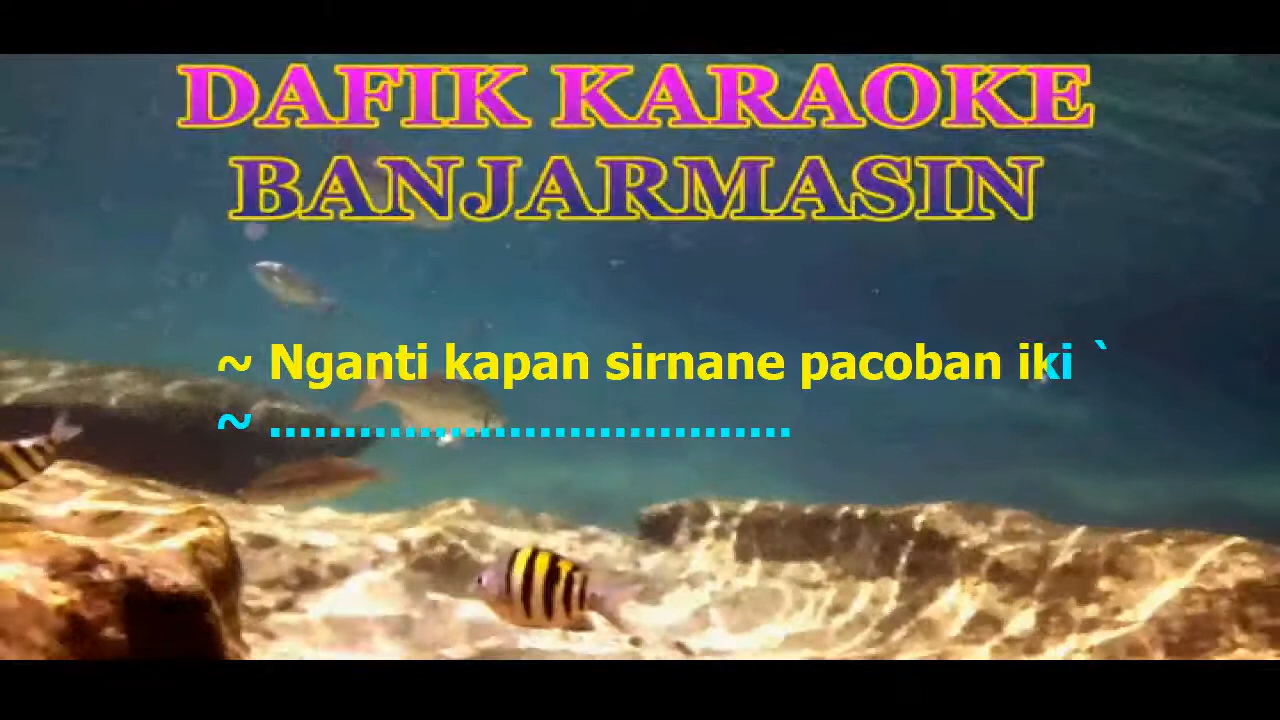 DAFIK KARAOKE
BANJARMASIN
~ Nganti kapan sirnane pacoban iki `
~ ...................................